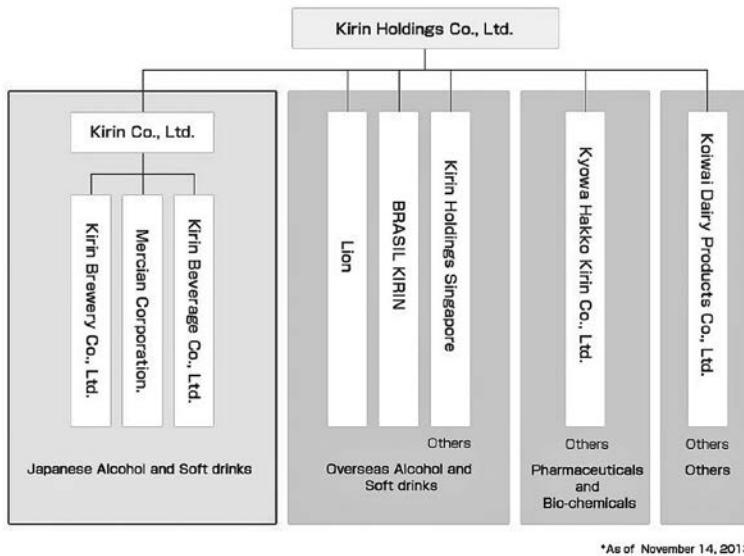 Kirin Holdings Co., Ltd.
Kirin Co., Ltd.
Kirin Brewery Co., Ltd.
Mercian Corporation.
Kirin Beverage Co., Ltd.
Japanese Alcohol and Soft drinks
Lion
BRASIL KIRIN
Kirin Holdings Singapore
Others
Overseas Alcohol and
Soft drinks
Kyowa Hakko Kirin Co., Ltd.
Others
Pharmaceuticals
and
Bio-chemicals
Koiwai Dairy Products Co., Ltd.
Others
Others
*As of November 14, 201